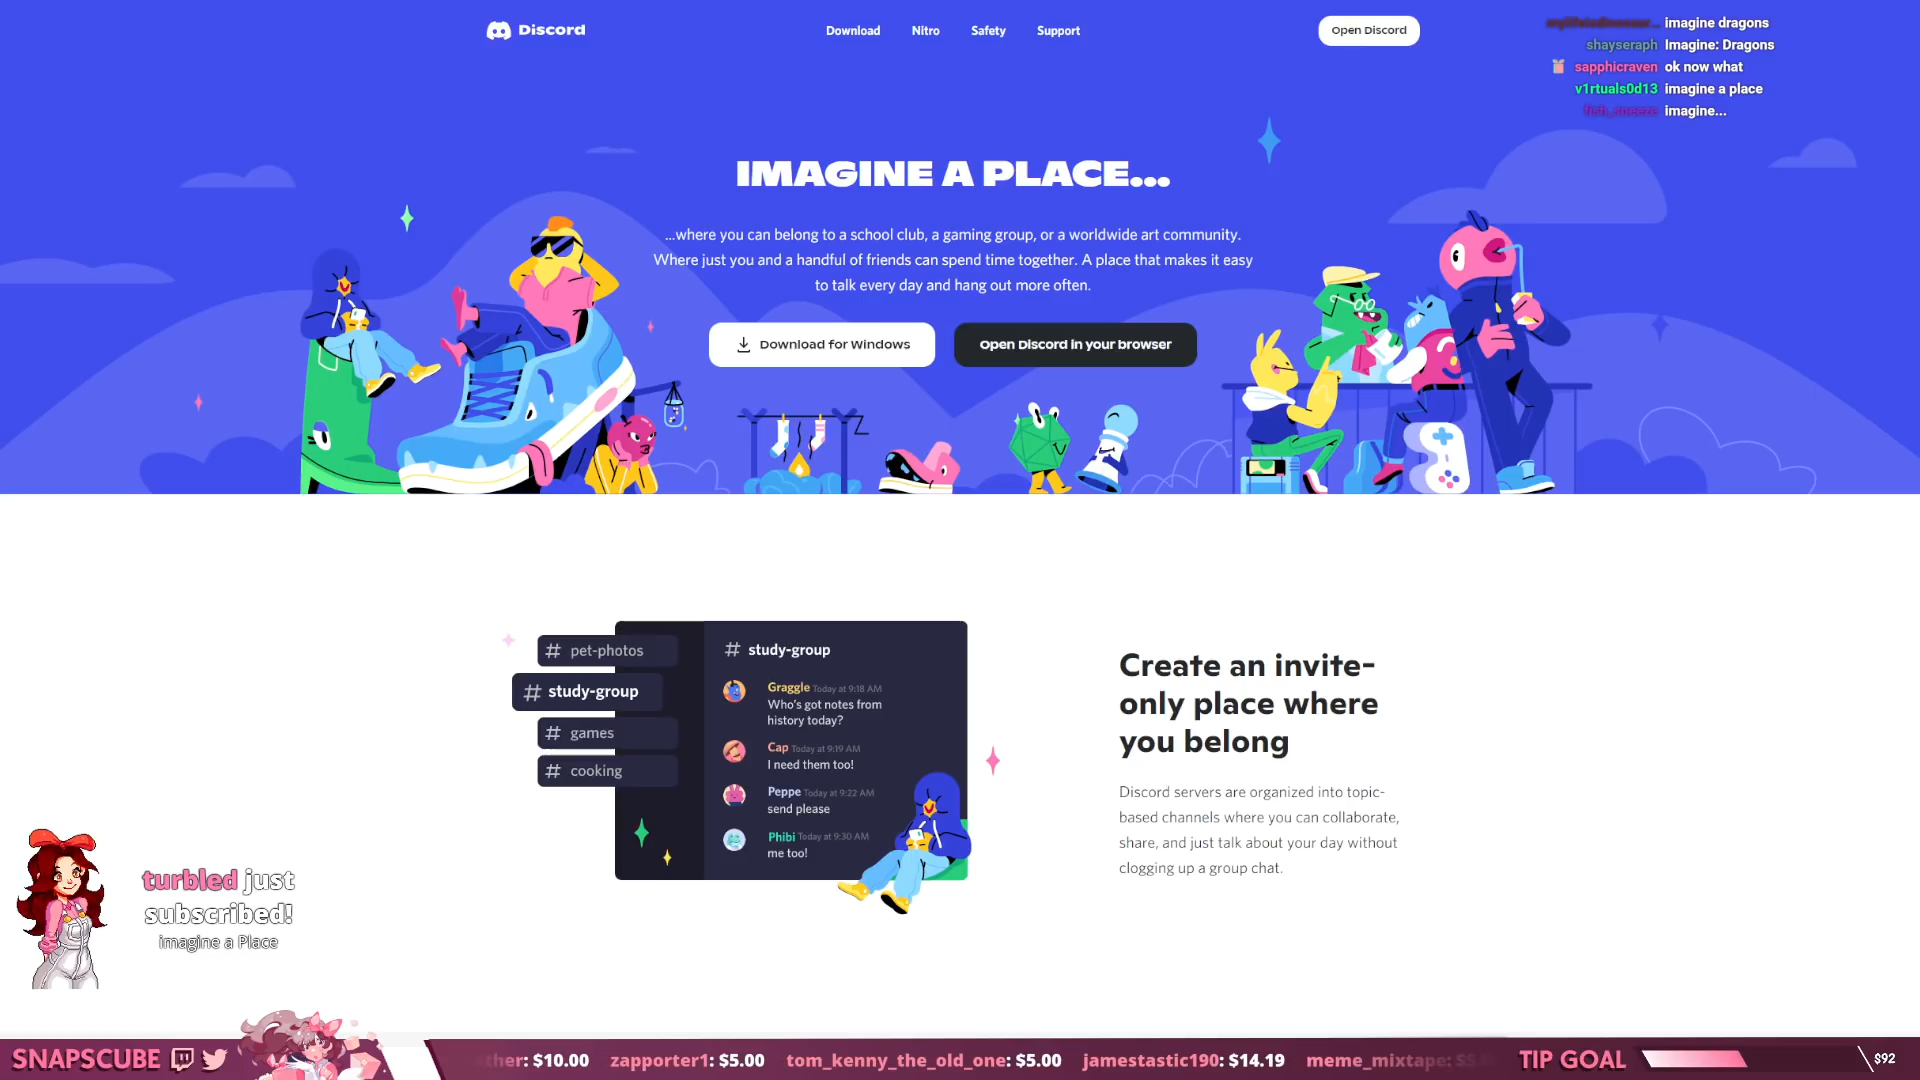 Discord
Download
Nitro
Safety
Support
Open Discord
imagine dragons
shayseraph Imagine: Dragons
sapphicraven ok now what
v1rtuals0d13 imagine a place
fish_sneeze imagine...
IMAGINE A PLACE...
...where you can belong to a school club, a gaming group, or a worldwide art community.
Where just you and a handful of friends can spend time together. A place that makes it easy
to talk every day and hang out more often.
Download for Windows
Open Discord in your browser
# pet-photos
# study-group
# games
# cooking
# study-group
Graggle Today at 9:18 AM
Who's got notes from
history today?
Cap Today at 9:19 AM
I need them too!
Peppe Today at 9:22 AM
send please
Phibi Today at 9:30 AM
me too!
Create an invite-
only place where
you belong
Discord servers are organized into topic-
based channels where you can collaborate,
share, and just talk about your day without
clogging up a group chat.
turbled just
subscribed!
imagine a Place
SNAPSCUBE
ther: $10.00 zapporter1: $5.00 tom_kenny_the_old_one: $5.00 jamestastic190: $14.19 meme_mixtape:
TIP GOAL
$92